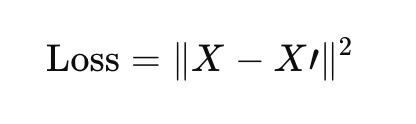 Loss = ‖X − X′‖²